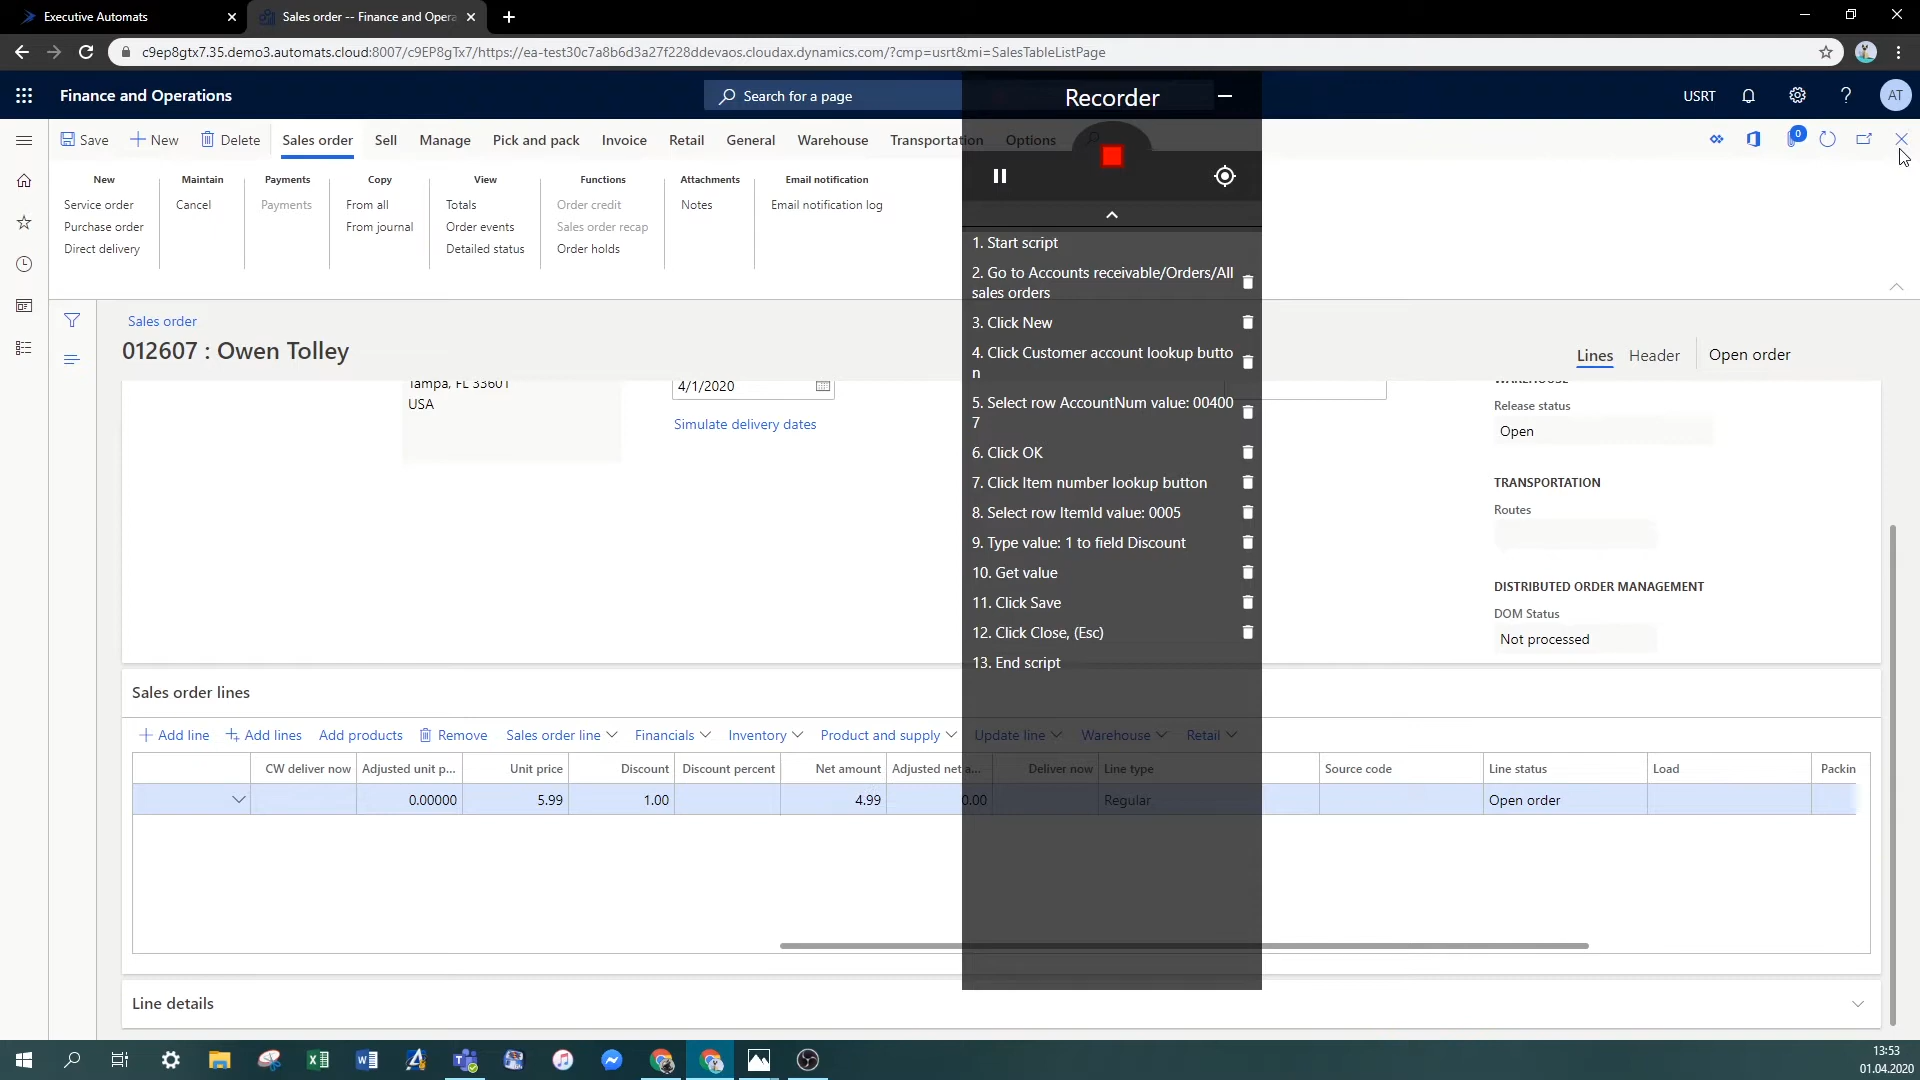 Executive Automats
Sales order -- Finance and Opera
c9ep8gtx7.35.demo3.automats.cloud:8007/c9EP8gTx7/https://ea-test30c7a8b6d3a27f228ddevaos.cloudax.dynamics.com/?cmp=usrt&mi=SalesTableListPage
Finance and Operations
Search for a page
Recorder
USRT
?
AT
Save
New
Delete
Sales order
Sell
Manage
Pick and pack
Invoice
Retail
General
Warehouse
Transportation
Options
0
New
Service order
Purchase order
Direct delivery
Maintain
Cancel
Payments
Payments
Copy
From all
From journal
View
Totals
Order events
Detailed status
Functions
Order credit
Sales order recap
Order holds
Attachments
Notes
Email notification
Email notification log
1. Start script
2. Go to Accounts receivable/Orders/All
sales orders
3. Click New
4. Click Customer account lookup butto
n
5. Select row AccountNum value: 00400
7
6. Click OK
7. Click Item number lookup button
8. Select row ItemId value: 0005
9. Type value: 1 to field Discount
10. Get value
11. Click Save
12. Click Close, (Esc)
13. End script
Sales order
012607 : Owen Tolley
Lines
Header
Open order
Tampa, FL 33601
USA
4/1/2020
Simulate delivery dates
WAREHOUSE
Release status
Open
TRANSPORTATION
Routes
DISTRIBUTED ORDER MANAGEMENT
DOM Status
Not processed
Sales order lines
Add line
Add lines
Add products
Remove
Sales order line
Financials
Inventory
Product and supply
Update line
Warehouse
Retail
CW deliver now
Adjusted unit p...
Unit price
Discount
Discount percent
Net amount
Adjusted net a...
Deliver now
Line type
Source code
Line status
Load
Packin
0.00000
5.99
1.00
4.99
0.00
Regular
Open order
Line details
13:53
01.04.2020